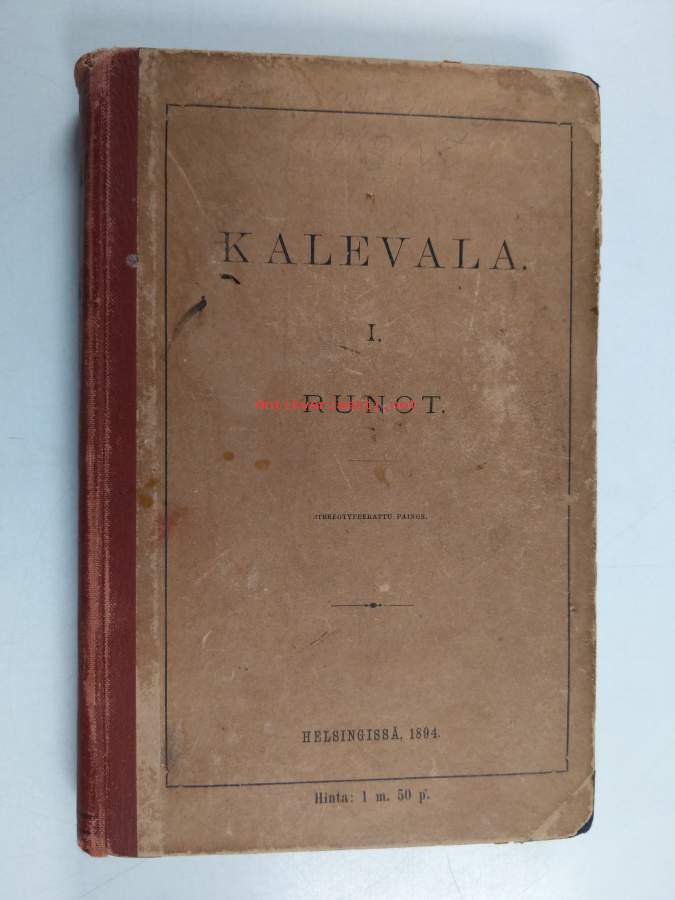 KALEVALA.
I.
RUNOT.
STEREOTYPEERATTU PAINOS.
HELSINGISSÄ, 1894.
Hinta: 1 m. 50 p.